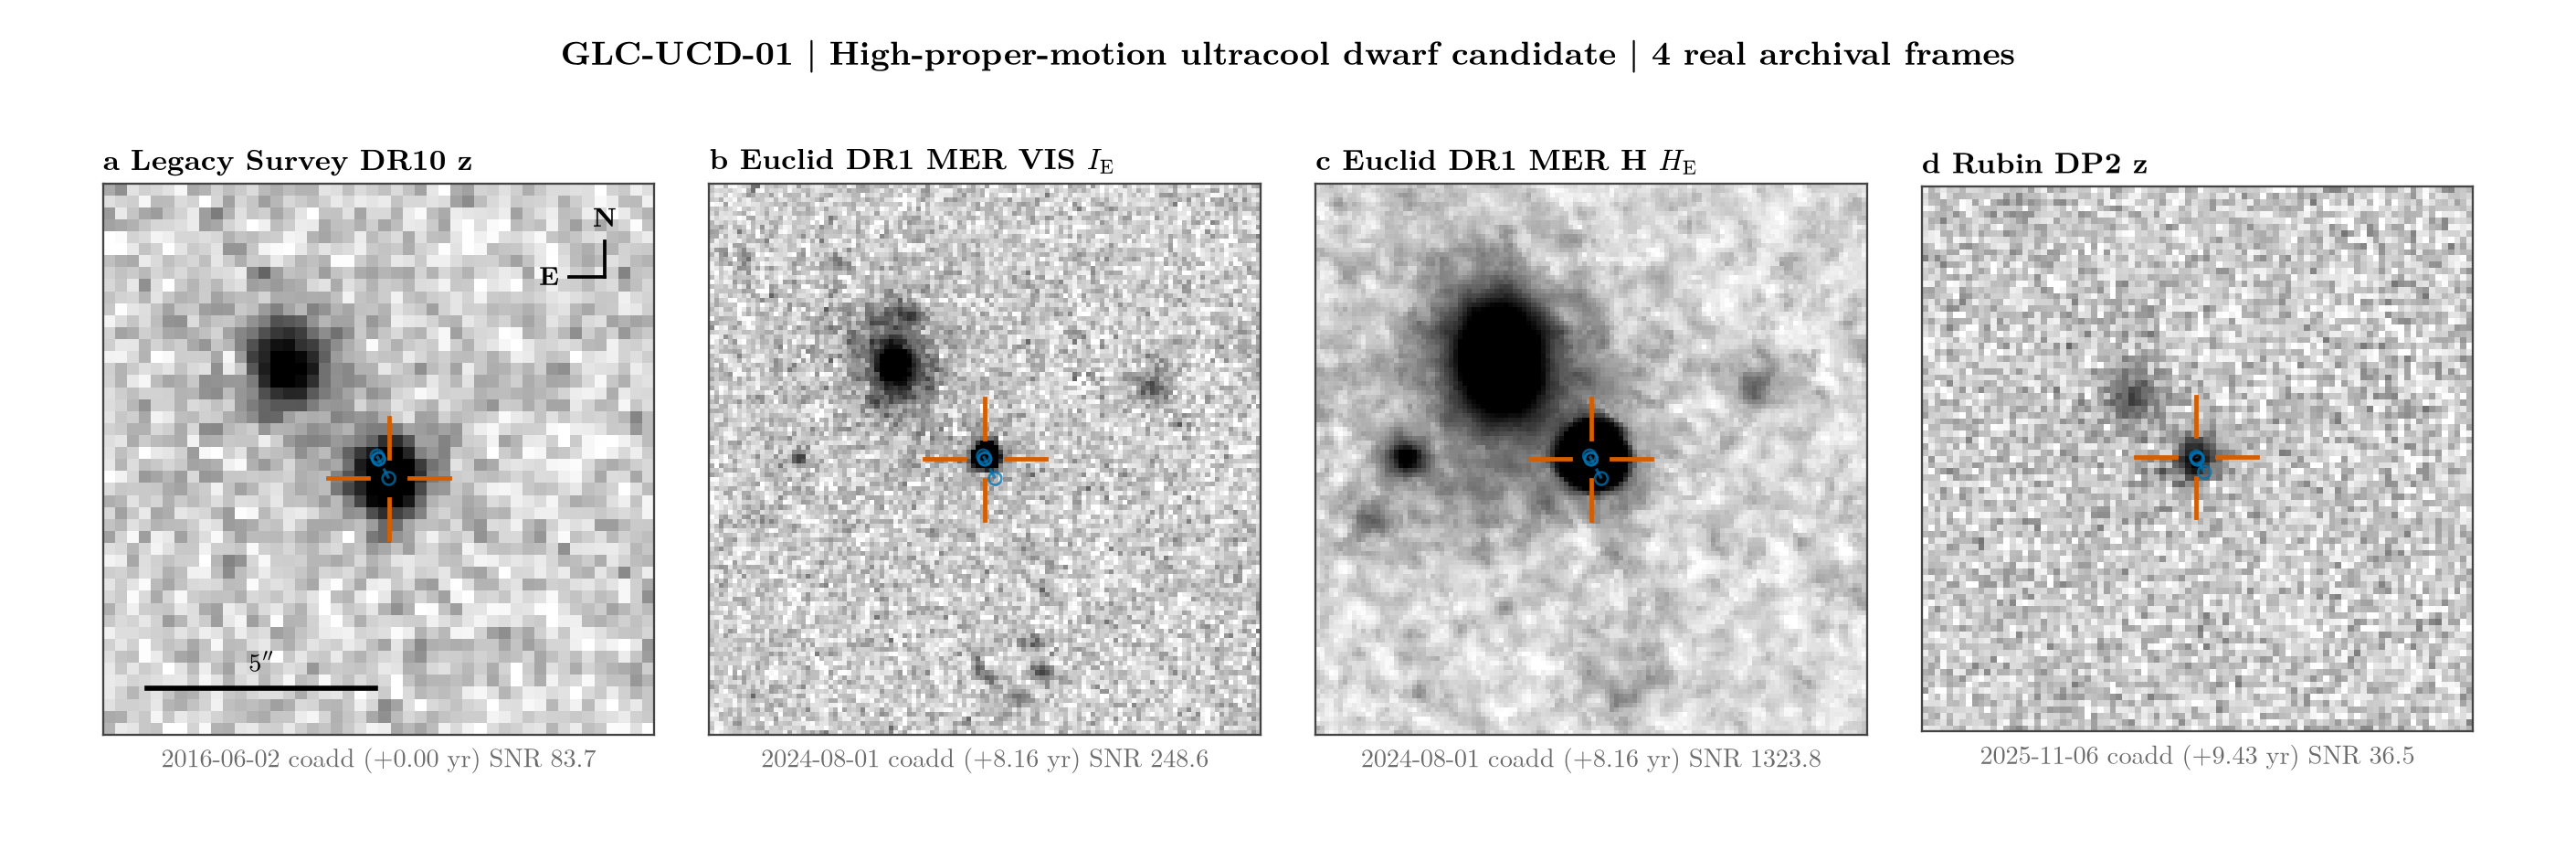 GLC-UCD-01 | High-proper-motion ultracool dwarf candidate | 4 real archival frames
a Legacy Survey DR10 z
N
E
5″
2016-06-02 coadd (+0.00 yr) SNR 83.7
b Euclid DR1 MER VIS I_E
2024-08-01 coadd (+8.16 yr) SNR 248.6
c Euclid DR1 MER H H_E
2024-08-01 coadd (+8.16 yr) SNR 1323.8
d Rubin DP2 z
2025-11-06 coadd (+9.43 yr) SNR 36.5